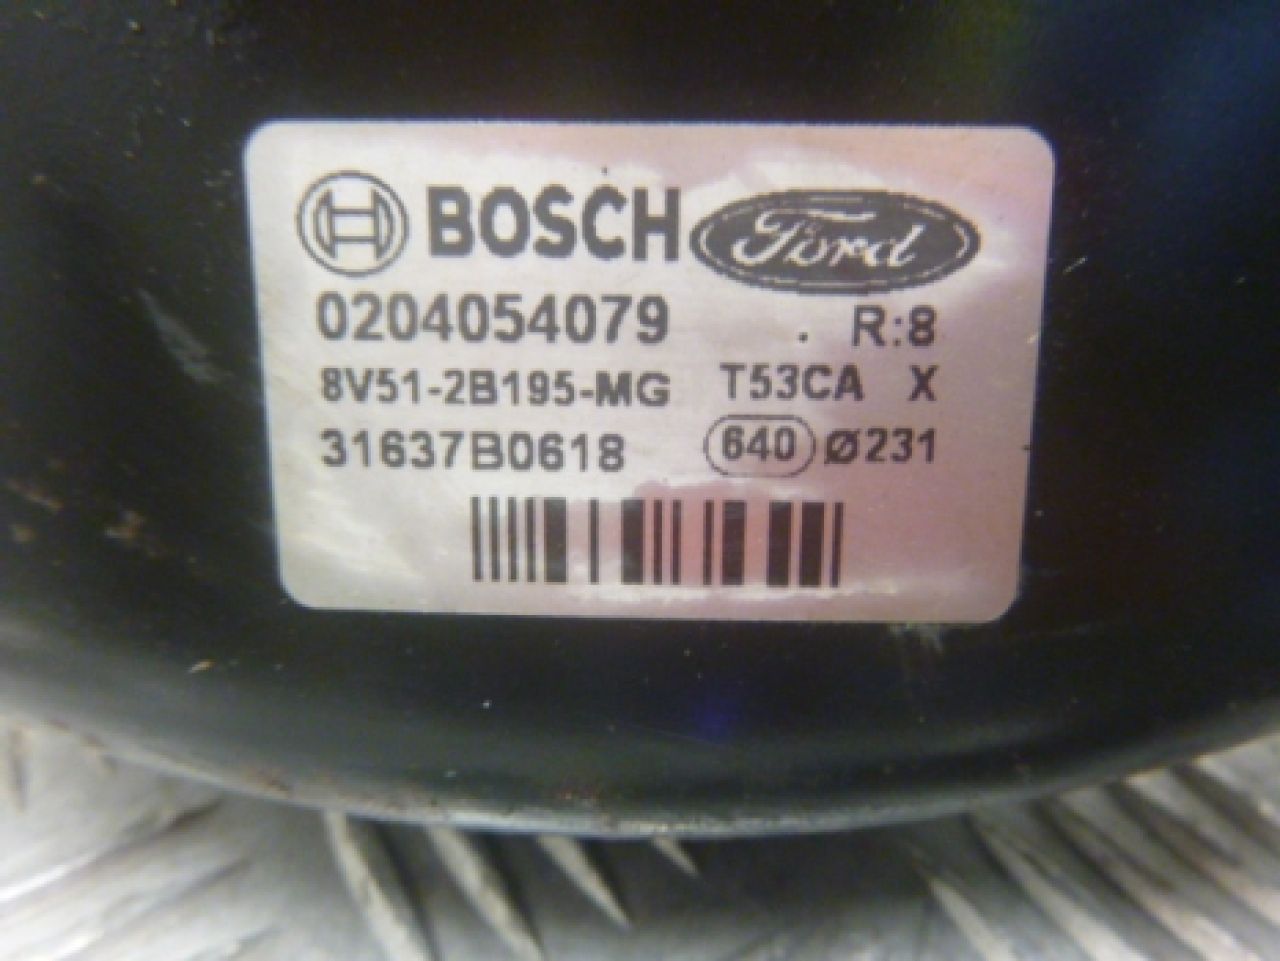 BOSCH Ford
0204054079 R:8
8V51-2B195-MG T53CA X
31637B0618 640 Ø231